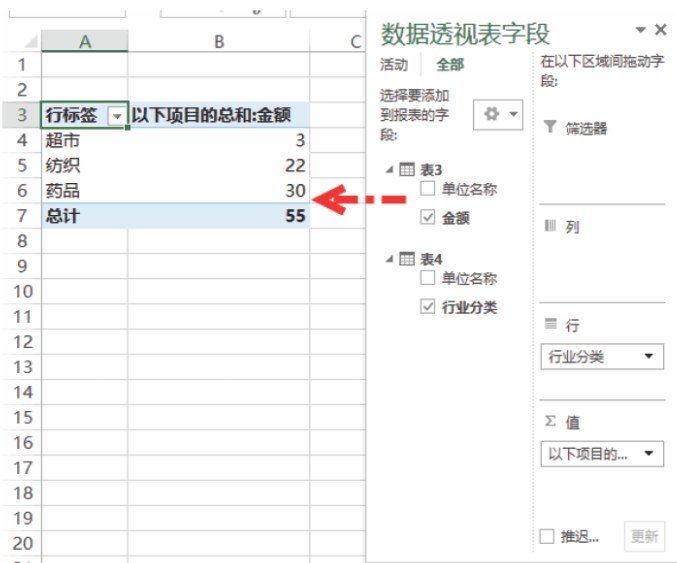 A B C
1
2
3 行标签 以下项目的总和:金额
4 超市 3
5 纺织 22
6 药品 30
7 总计 55
8
9
10
11
12
13
14
15
16
17
18
19
20
数据透视表字段
活动 全部
选择要添加
到报表的字
段:
表3
单位名称
金额
表4
单位名称
行业分类
在以下区域间拖动字
段:
筛选器
列
行
行业分类
Σ 值
以下项目的...
推迟... 更新